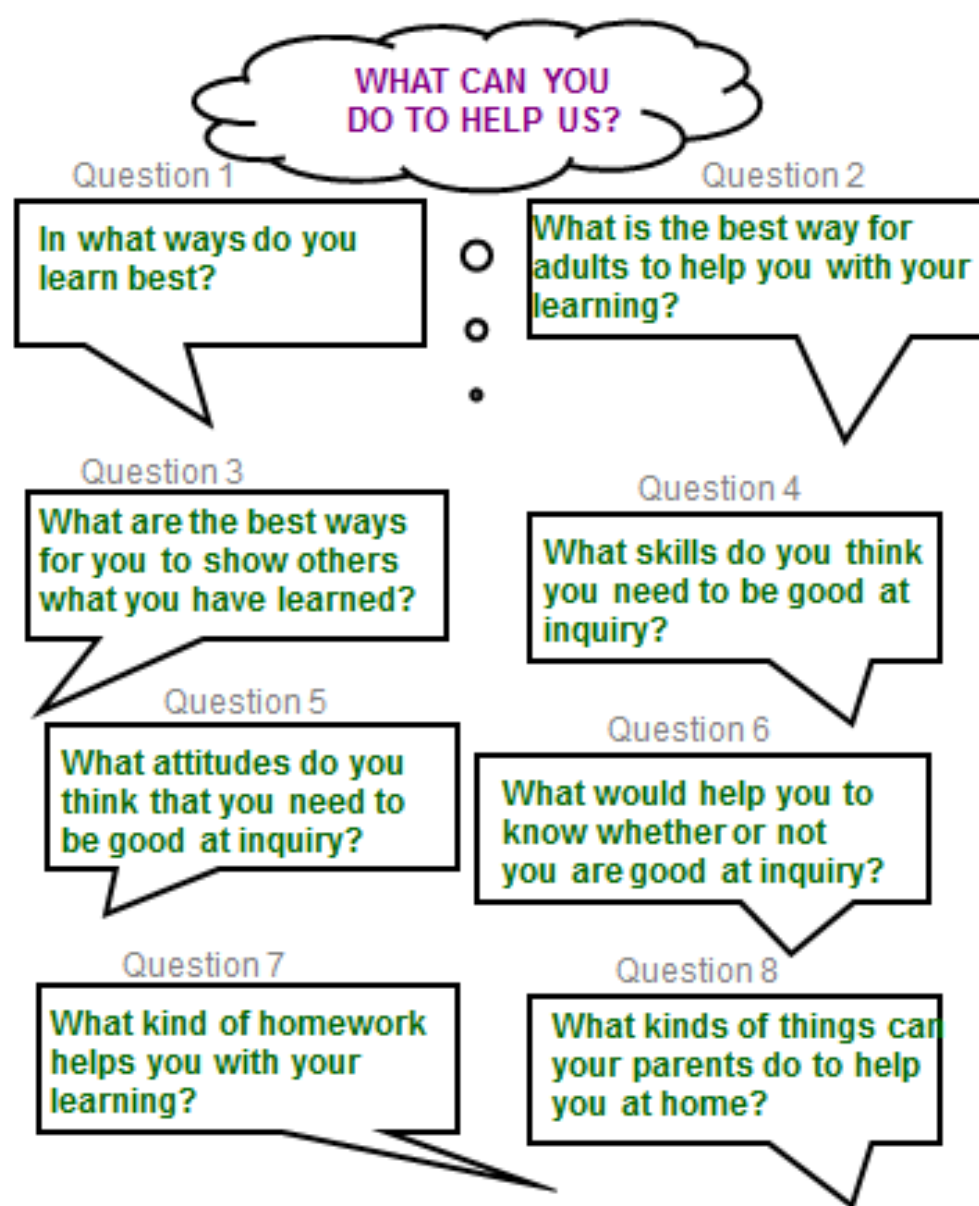 WHAT CAN YOU
DO TO HELP US?
Question 1
In what ways do you
learn best?
Question 2
What is the best way for
adults to help you with your
learning?
Question 3
What are the best ways
for you to show others
what you have learned?
Question 4
What skills do you think
you need to be good at
inquiry?
Question 5
What attitudes do you
think that you need to
be good at inquiry?
Question 6
What would help you to
know whether or not
you are good at inquiry?
Question 7
What kind of homework
helps you with your
learning?
Question 8
What kinds of things can
your parents do to help
you at home?